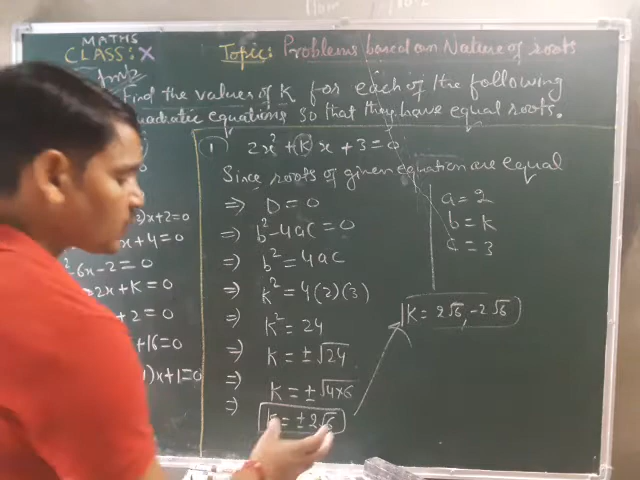 MATHS
CLASS: X
Topic: Problems based on Nature of roots
Find the values of K for each of the following
quadratic equations so that they have equal roots.
1) 2x² + kx + 3 = 0
Since roots of given equation are equal
⇒ D = 0
⇒ b² - 4ac = 0
⇒ b² = 4ac
⇒ k² = 4(2)(3)
⇒ k² = 24
⇒ k = ±√24
⇒ k = ±√4×6
⇒ k = ±2√6
a = 2
b = k
c = 3
K = 2√6, -2√6
)x+2=0
x+4=0
-6x-2=0
2x+K=0
+2=0
+16=0
1)x+1=0